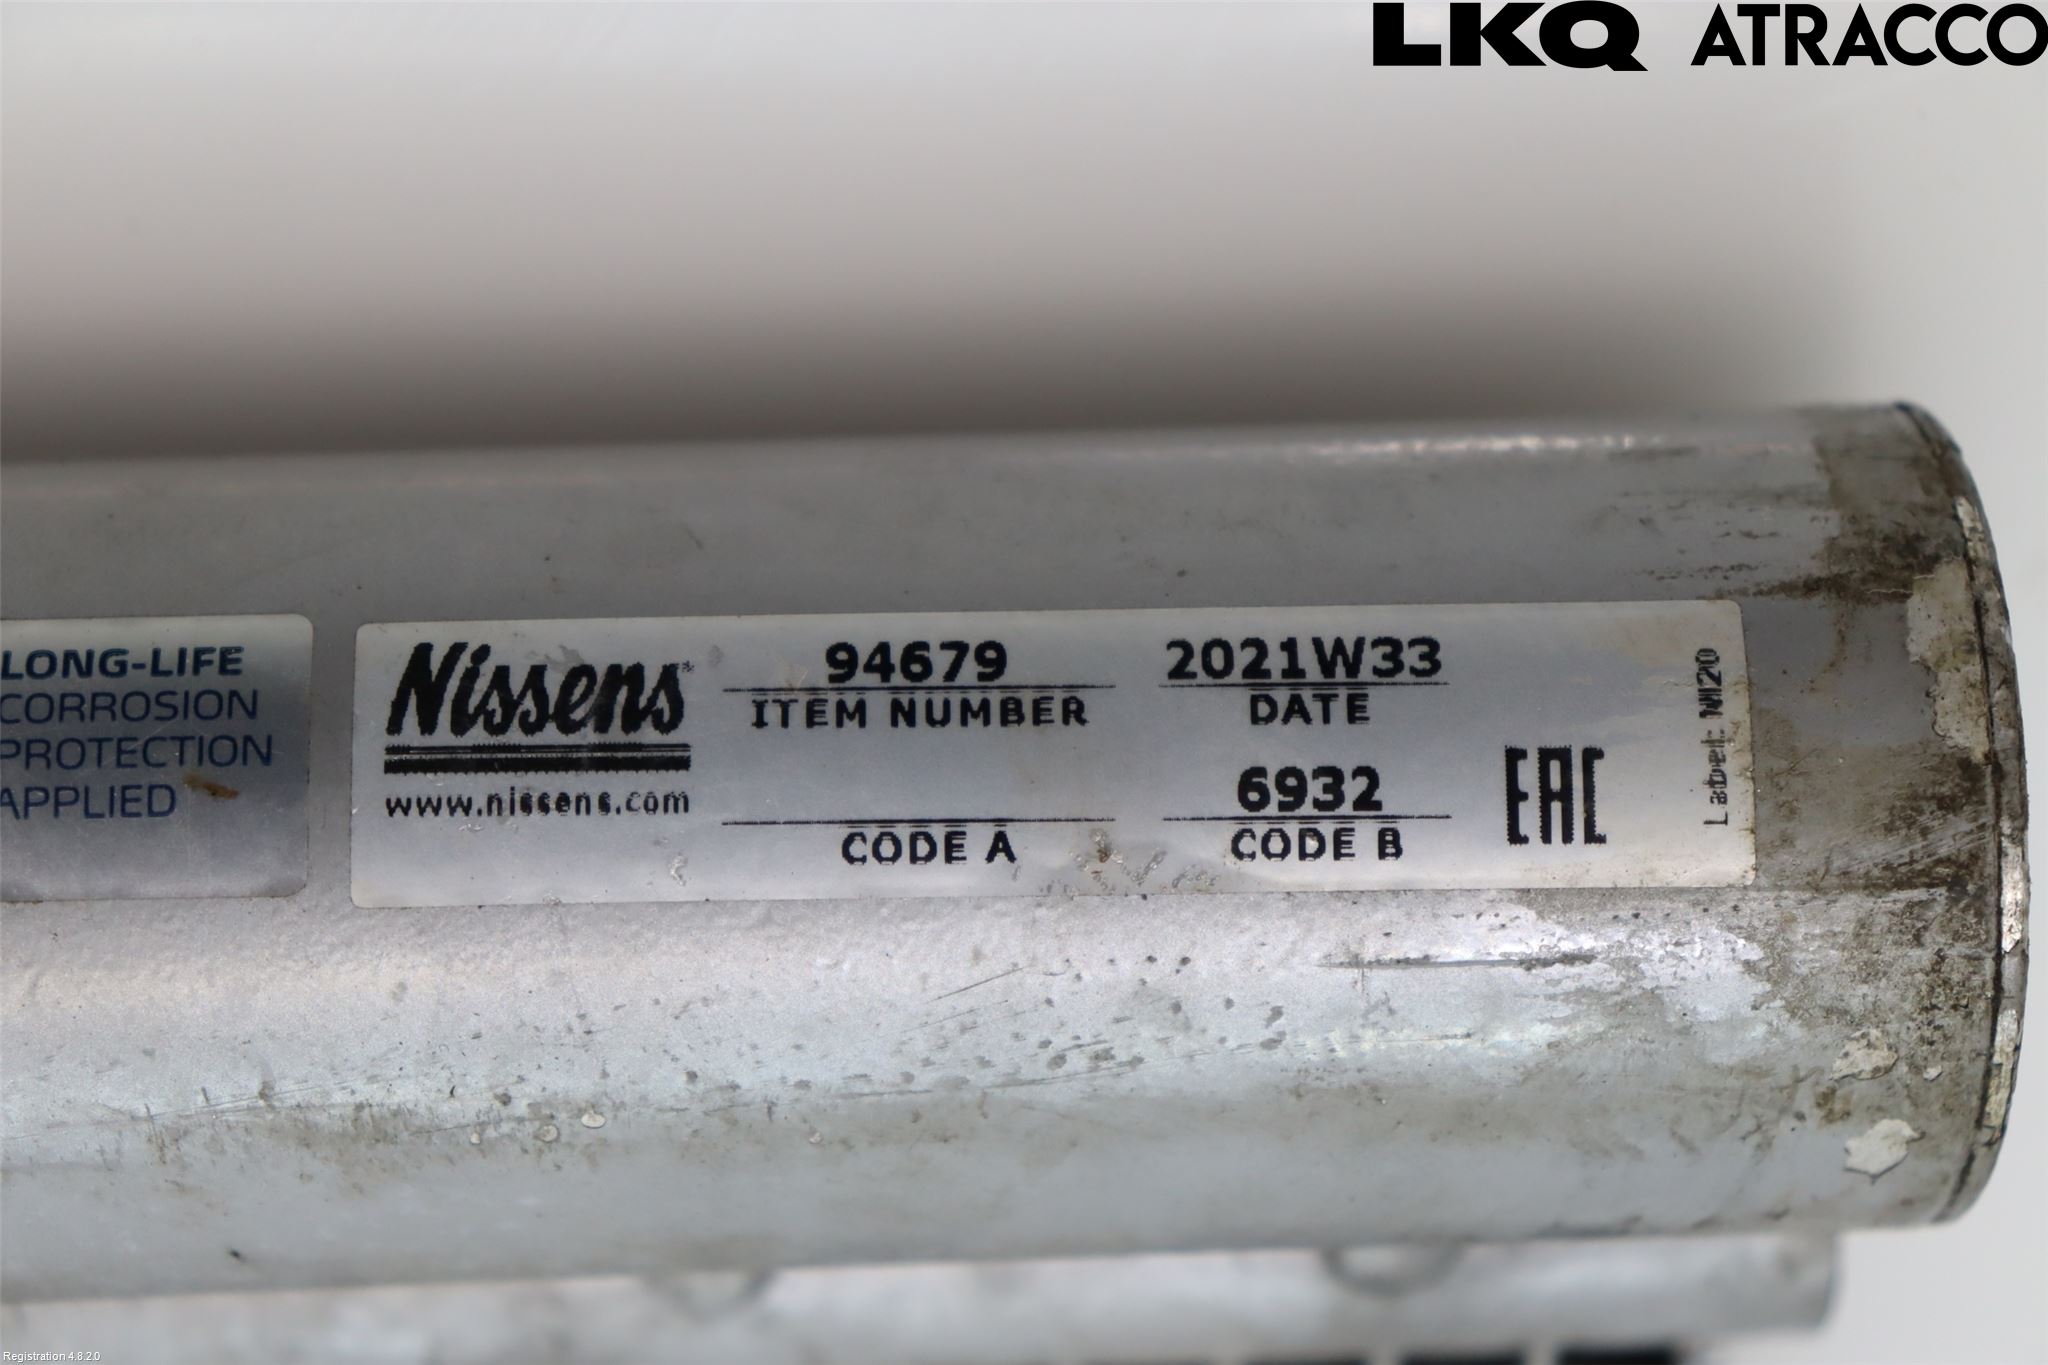 LKQ ATRACCO
LONG-LIFE
CORROSION
PROTECTION
APPLIED
Nissens
www.nissens.com
94679
ITEM NUMBER
CODE A
2021W33
DATE
6932
CODE B
EAC
Label: NI20
Registration 4.8.2.0